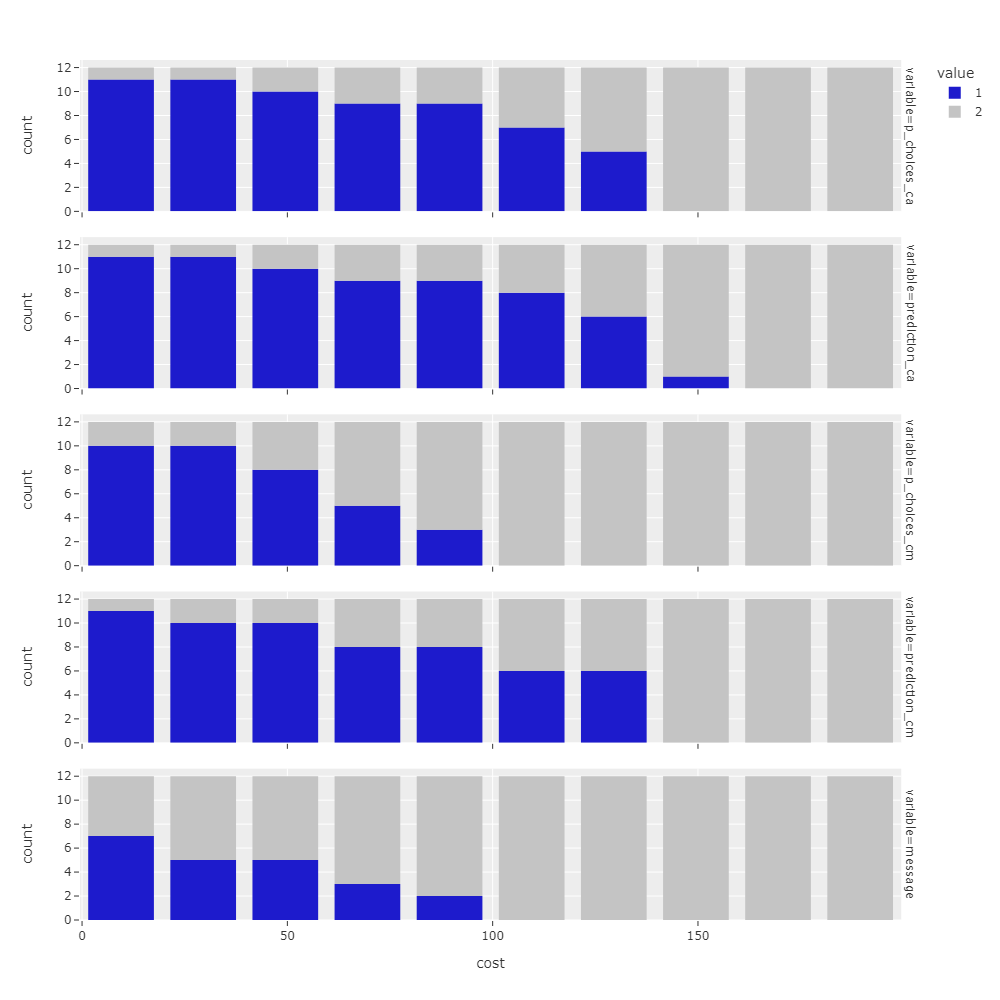 value
1
2
12
10
8
6
4
2
0
count
variable=p_choices_ca
12
10
8
6
4
2
0
count
variable=prediction_ca
12
10
8
6
4
2
0
count
variable=p_choices_cm
12
10
8
6
4
2
0
count
variable=prediction_cm
12
10
8
6
4
2
0
count
variable=message
0 50 100 150
cost